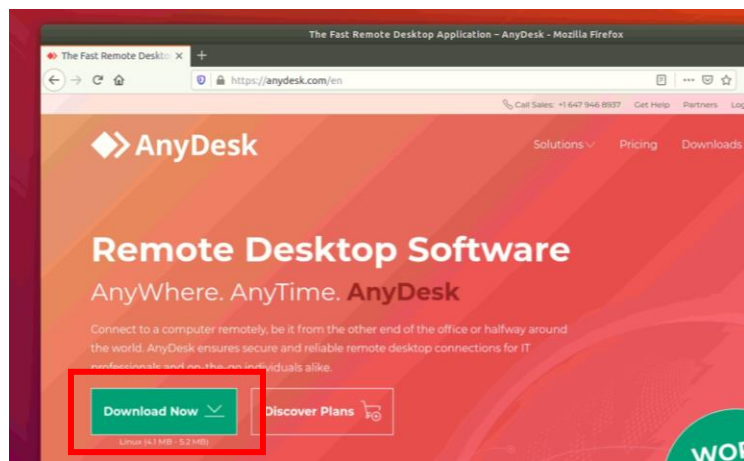 The Fast Remote Desktop Application – AnyDesk - Mozilla Firefox
The Fast Remote Deskto
https://anydesk.com/en
Call Sales: +1 647 946 8937 Get Help Partners
AnyDesk
Solutions Pricing Downloads
Remote Desktop Software
AnyWhere. AnyTime. AnyDesk
Connect to a computer remotely, be it from the other end of the office or halfway around
the world. AnyDesk ensures secure and reliable remote desktop connections for IT
professionals and on-the-go individuals alike.
Download Now Discover Plans
Linux (4.1 MB - 5.2 MB)